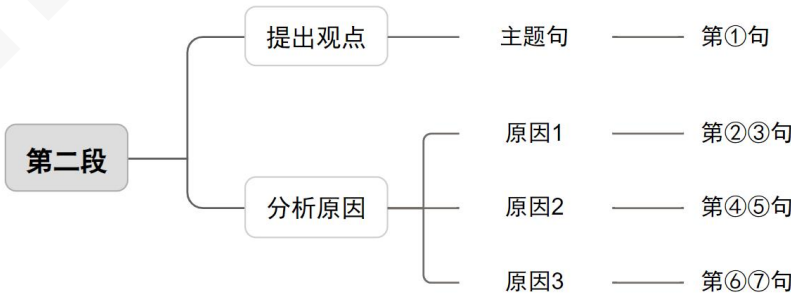 提出观点 主题句 第①句
原因1 第②③句
第二段
分析原因 原因2 第④⑤句
原因3 第⑥⑦句